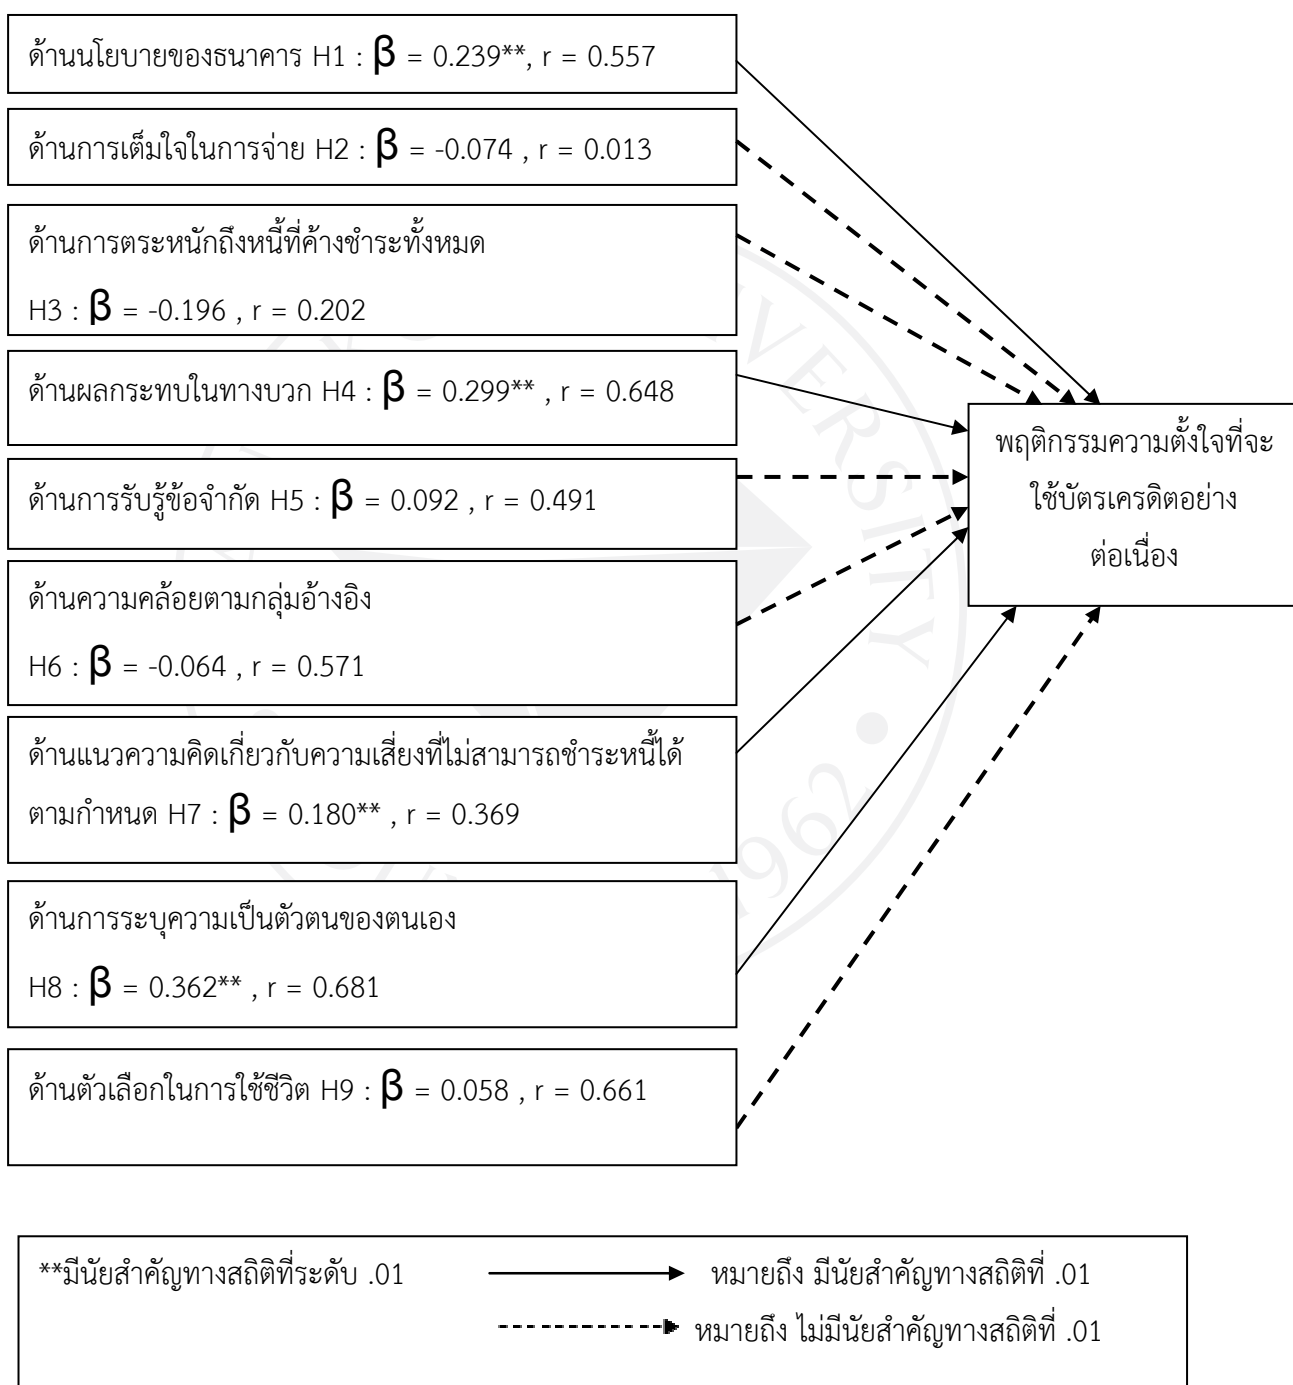 ด้านนโยบายของธนาคาร H1 : β = 0.239**, r = 0.557
ด้านการเต็มใจในการจ่าย H2 : β = -0.074 , r = 0.013
ด้านการตระหนักถึงหนี้ที่ค้างชำระทั้งหมด
H3 : β = -0.196 , r = 0.202
ด้านผลกระทบในทางบวก H4 : β = 0.299** , r = 0.648
ด้านการรับรู้ข้อจำกัด H5 : β = 0.092 , r = 0.491
ด้านความคล้อยตามกลุ่มอ้างอิง
H6 : β = -0.064 , r = 0.571
ด้านแนวความคิดเกี่ยวกับความเสี่ยงที่ไม่สามารถชำระหนี้ได้
ตามกำหนด H7 : β = 0.180** , r = 0.369
ด้านการระบุความเป็นตัวตนของตนเอง
H8 : β = 0.362** , r = 0.681
ด้านตัวเลือกในการใช้ชีวิต H9 : β = 0.058 , r = 0.661
พฤติกรรมความตั้งใจที่จะ
ใช้บัตรเครดิตอย่าง
ต่อเนื่อง
**มีนัยสำคัญทางสถิติที่ระดับ .01
หมายถึง มีนัยสำคัญทางสถิติที่ .01
หมายถึง ไม่มีนัยสำคัญทางสถิติที่ .01
1962